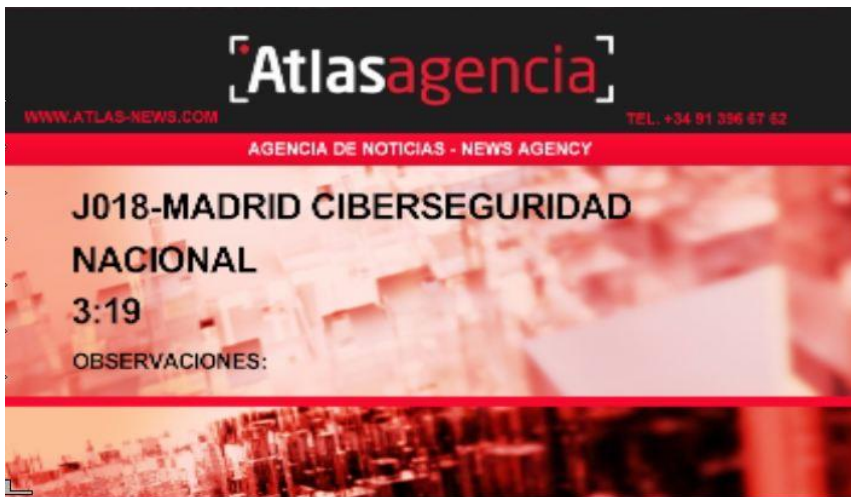 Atlasagencia
WWW.ATLAS-NEWS.COM
TEL. +34 91 396 67 62
AGENCIA DE NOTICIAS - NEWS AGENCY
J018-MADRID CIBERSEGURIDAD
NACIONAL
3:19
OBSERVACIONES: